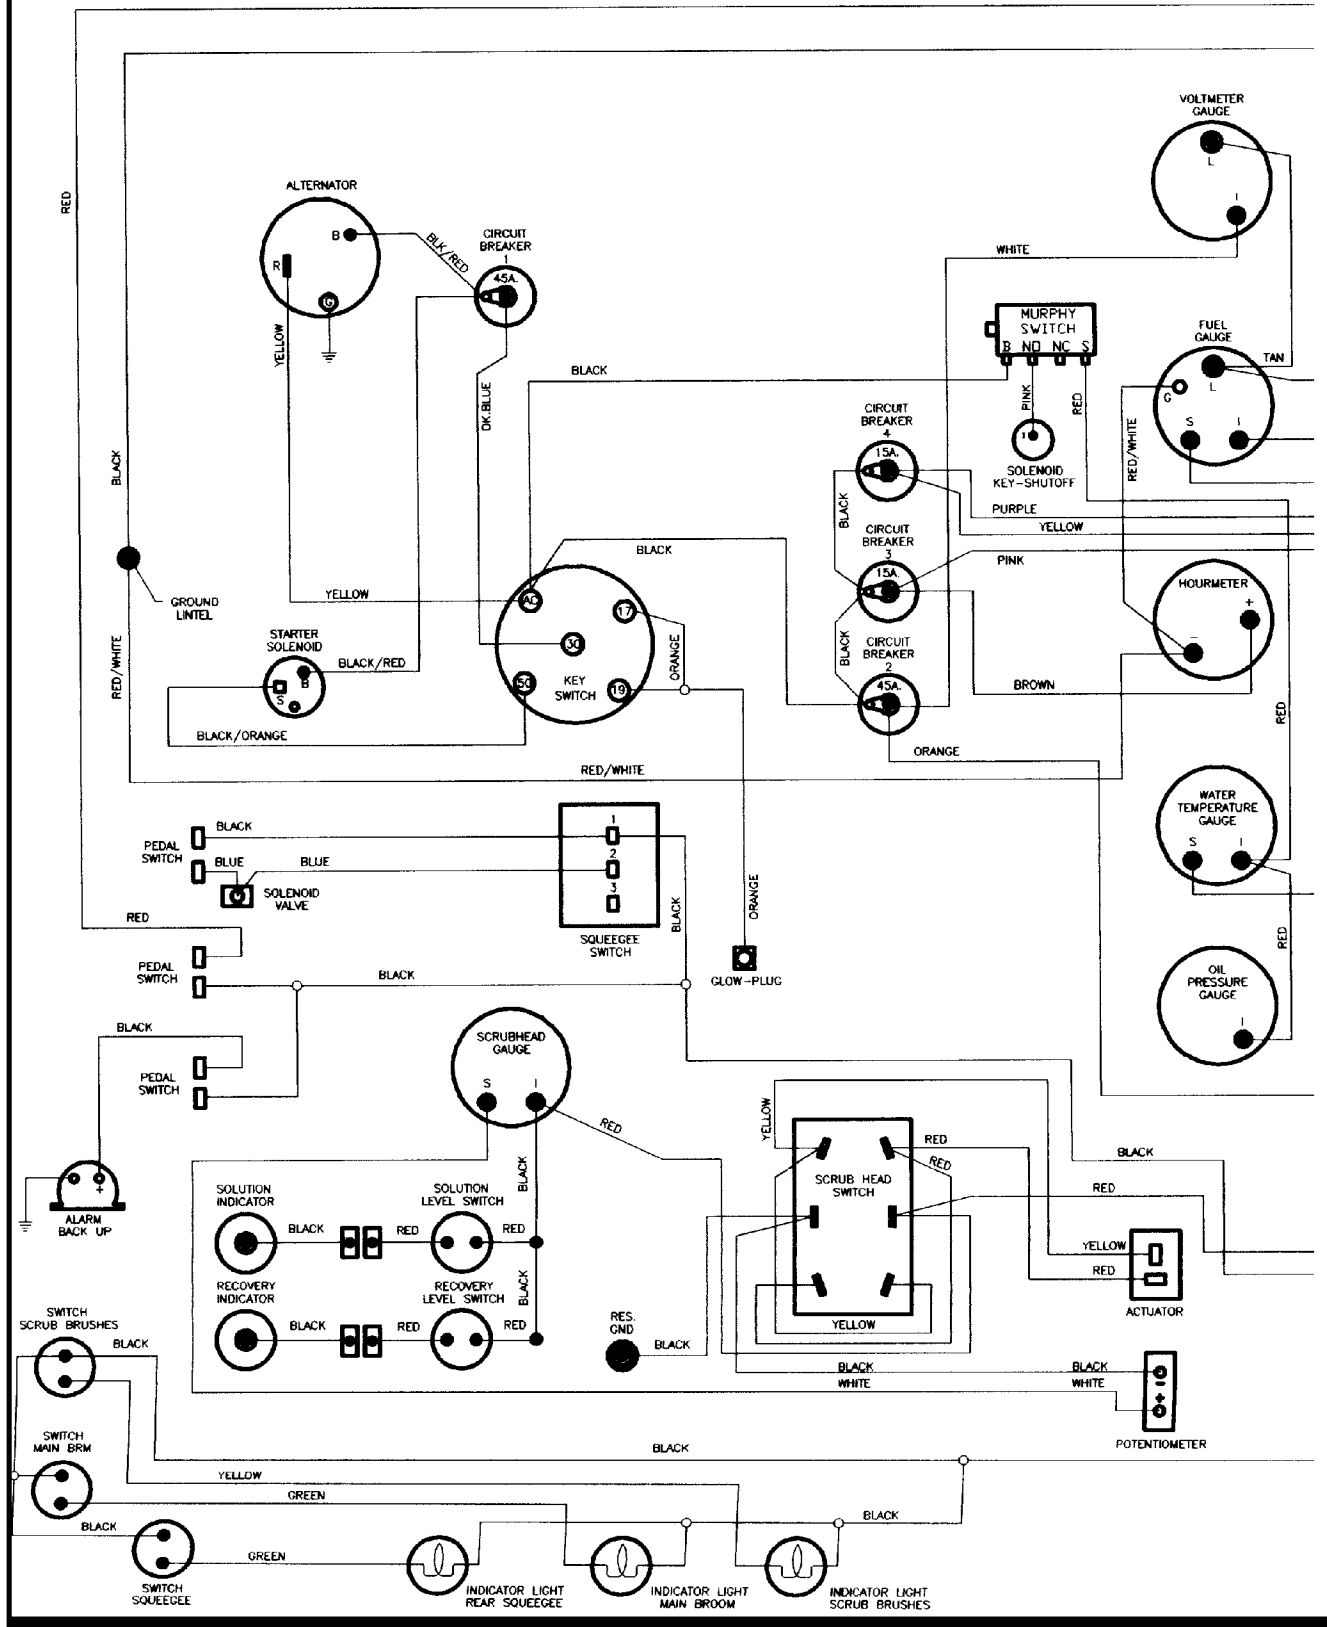 VOLTMETER
GAUGE
L
I
RED
ALTERNATOR
B
R
G
BLK/RED
CIRCUIT
BREAKER
1
45A.
WHITE
YELLOW
MURPHY
SWITCH
B NO NC S
FUEL
GAUGE
TAN
L
G
S I
BLACK
DK.BLUE
PINK
RED
RED/WHITE
CIRCUIT
BREAKER
4
15A.
1
SOLENOID
KEY-SHUTOFF
BLACK
BLACK
PURPLE
YELLOW
CIRCUIT
BREAKER
3
15A.
PINK
BLACK
HOURMETER
+
-
GROUND
LINTEL
YELLOW
AC
17
30
50
19
KEY
SWITCH
ORANGE
STARTER
SOLENOID
B
S
BLACK/RED
BLACK
CIRCUIT
BREAKER
2
45A.
RED/WHITE
BROWN
RED
BLACK/ORANGE
ORANGE
RED/WHITE
WATER
TEMPERATURE
GAUGE
S I
BLACK
PEDAL
SWITCH
BLUE
BLUE
SOLENOID
VALVE
1
2
3
SQUEEGEE
SWITCH
BLACK
ORANGE
RED
RED
PEDAL
SWITCH
BLACK
GLOW-PLUG
OIL
PRESSURE
GAUGE
I
BLACK
PEDAL
SWITCH
SCRUBHEAD
GAUGE
S I
RED
YELLOW
RED
RED
SCRUB HEAD
SWITCH
BLACK
RED
BLACK
+
ALARM
BACK UP
SOLUTION
INDICATOR
SOLUTION
LEVEL SWITCH
BLACK
RED
RED
YELLOW
RED
ACTUATOR
RECOVERY
INDICATOR
RECOVERY
LEVEL SWITCH
BLACK
BLACK
RED
RED
RES.
GND
BLACK
YELLOW
SWITCH
SCRUB BRUSHES
BLACK
BLACK
WHITE
BLACK
WHITE
- +
POTENTIOMETER
SWITCH
MAIN BRM
BLACK
YELLOW
GREEN
BLACK
BLACK
GREEN
SWITCH
SQUEEGEE
INDICATOR LIGHT
REAR SQUEEGEE
INDICATOR LIGHT
MAIN BROOM
INDICATOR LIGHT
SCRUB BRUSHES